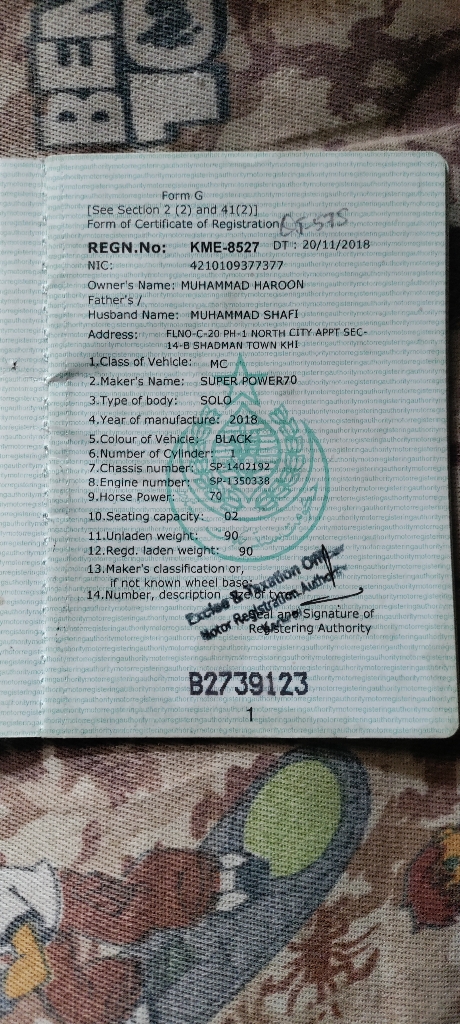 BEN
Form G
[See Section 2 (2) and 41(2)]
Form of Certificate of Registration
REGN.No: KME-8527 DT : 20/11/2018
NIC: 4210109377377
Owner's Name: MUHAMMAD HAROON
Father's /
Husband Name: MUHAMMAD SHAFI
Address: FLNO-C-20 PH-1 NORTH CITY APPT SEC-
14-B SHADMAN TOWN KHI
1.Class of Vehicle: MC
2.Maker's Name: SUPER POWER70
3.Type of body: SOLO
4.Year of manufacture: 2018
5.Colour of Vehicle: BLACK
6.Number of Cylinder: 1
7.Chassis number: SP-1402192
8.Engine number: SP-1350338
9.Horse Power: 70
10.Seating capacity: 02
11.Unladen weight: 90
12.Regd. laden weight: 90
13.Maker's classification or,
if not known wheel base:
14.Number, description
Excise & Taxation Officer
Motor Registration Authority
Seal and Signature of
Registering Authority
B2739123
1